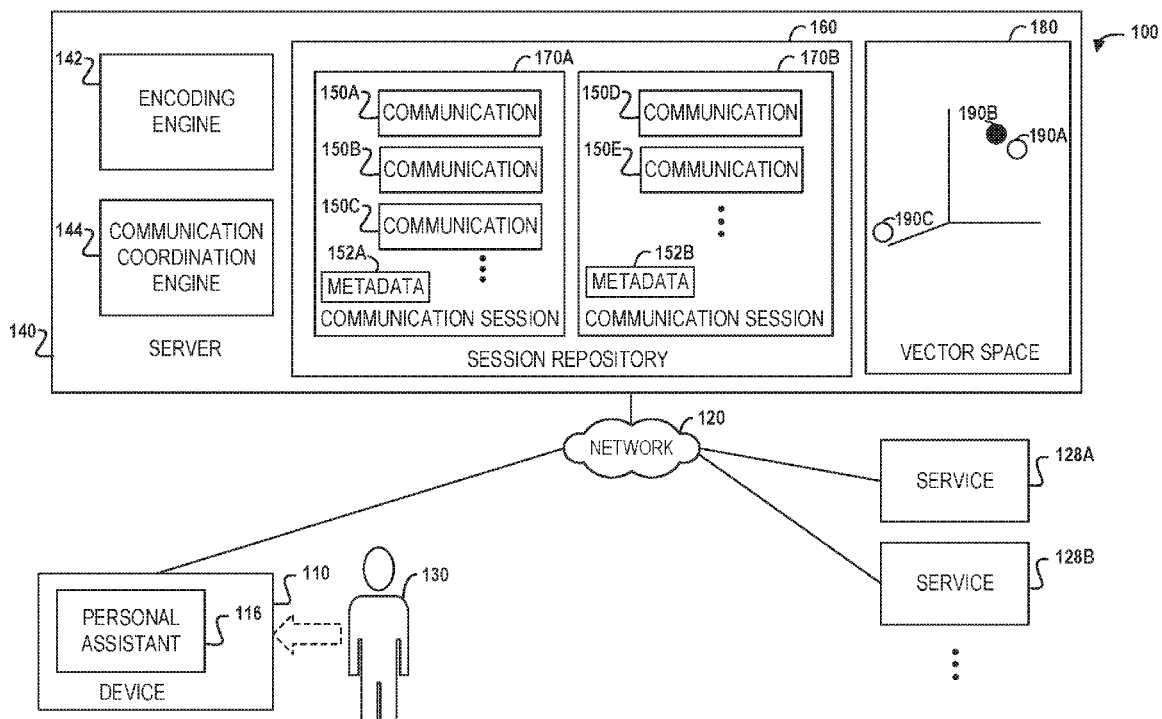 160
180
100
142
170A
170B
ENCODING
ENGINE
150A
COMMUNICATION
150D
COMMUNICATION
190B
190A
150B
COMMUNICATION
150E
COMMUNICATION
144
COMMUNICATION
COORDINATION
ENGINE
150C
COMMUNICATION
190C
152A
METADATA
152B
METADATA
COMMUNICATION SESSION
COMMUNICATION SESSION
140
SERVER
SESSION REPOSITORY
VECTOR SPACE
120
NETWORK
SERVICE
128A
SERVICE
128B
110
130
PERSONAL
ASSISTANT
116
DEVICE